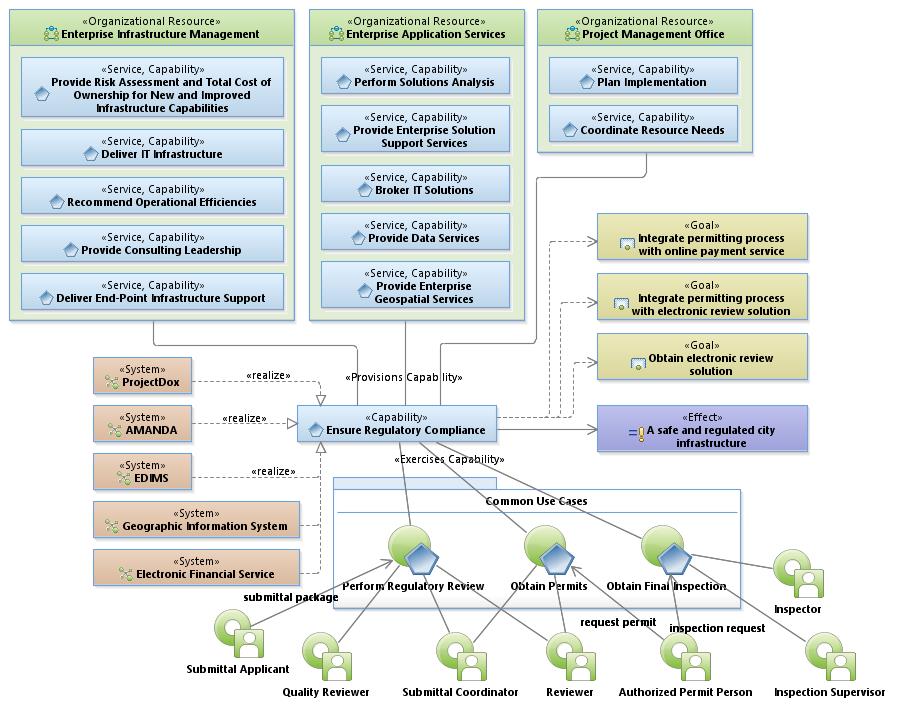 «Organizational Resource»
Enterprise Infrastructure Management
«Service, Capability»
Provide Risk Assessment and Total Cost of
Ownership for New and Improved
Infrastructure Capabilities
«Service, Capability»
Deliver IT Infrastructure
«Service, Capability»
Recommend Operational Efficiencies
«Service, Capability»
Provide Consulting Leadership
«Service, Capability»
Deliver End-Point Infrastructure Support
«Organizational Resource»
Enterprise Application Services
«Service, Capability»
Perform Solutions Analysis
«Service, Capability»
Provide Enterprise Solution
Support Services
«Service, Capability»
Broker IT Solutions
«Service, Capability»
Provide Data Services
«Service, Capability»
Provide Enterprise
Geospatial Services
«Organizational Resource»
Project Management Office
«Service, Capability»
Plan Implementation
«Service, Capability»
Coordinate Resource Needs
«Goal»
Integrate permitting process
with online payment service
«Goal»
Integrate permitting process
with electronic review solution
«Goal»
Obtain electronic review
solution
«Effect»
A safe and regulated city
infrastructure
«System»
ProjectDox
«System»
AMANDA
«System»
EDIMS
«System»
Geographic Information System
«System»
Electronic Financial Service
«realize»
«realize»
«realize»
«Provisions Capability»
«Capability»
Ensure Regulatory Compliance
«Exercises Capability»
Common Use Cases
Perform Regulatory Review
Obtain Permits
Obtain Final Inspection
submittal package
request permit
inspection request
Inspector
Submittal Applicant
Quality Reviewer
Submittal Coordinator
Reviewer
Authorized Permit Person
Inspection Supervisor